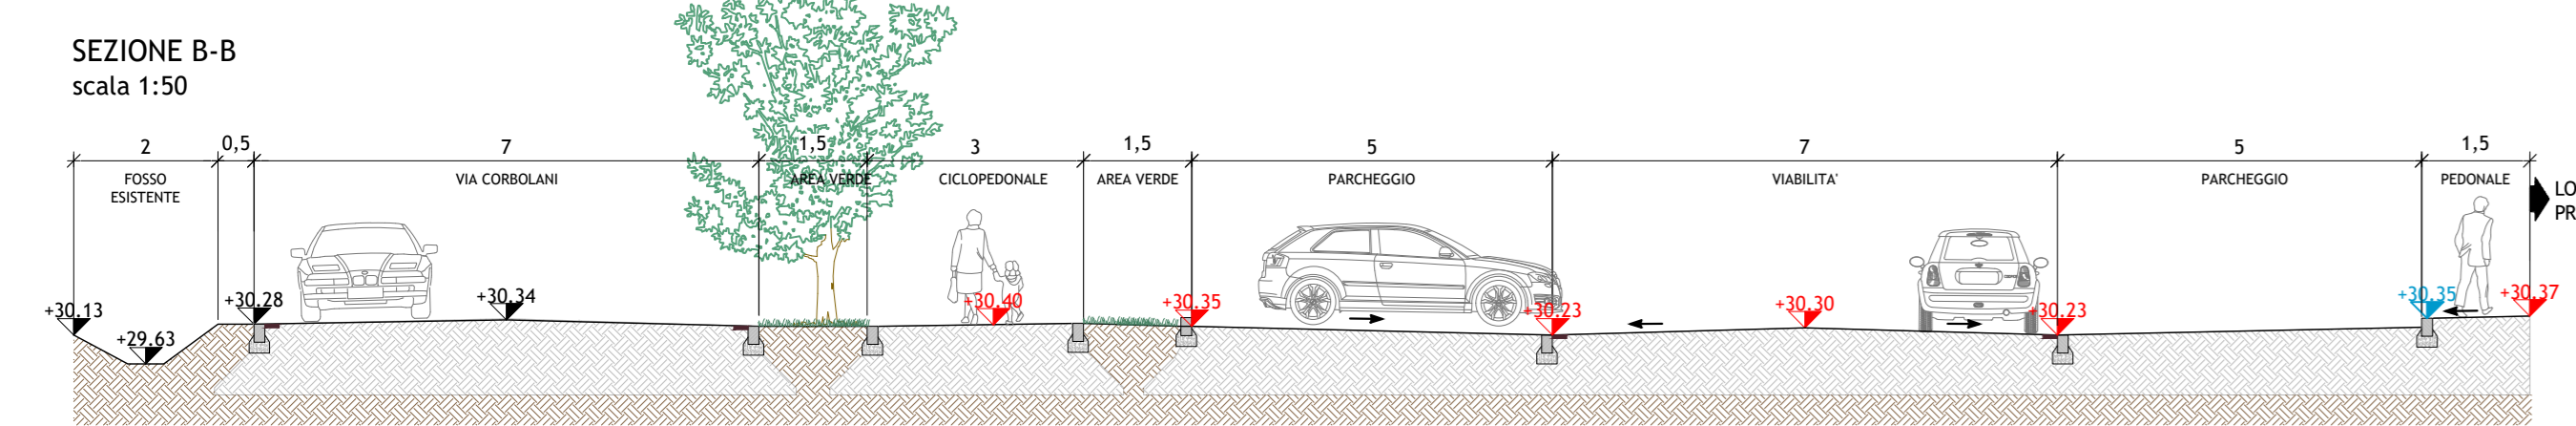 SEZIONE B-B
scala 1:50
2 0,5 7 1,5 3 1,5 5 7 5 1,5
FOSSO
ESISTENTE
VIA CORBOLANI
AREA VERDE
CICLOPEDONALE
AREA VERDE
PARCHEGGIO
VIABILITA'
PARCHEGGIO
PEDONALE
LO
PR
+30.13
+29.63
+30.28
+30.34
+30.40
+30.35
+30.23
+30.30
+30.23
+30.35
+30.37